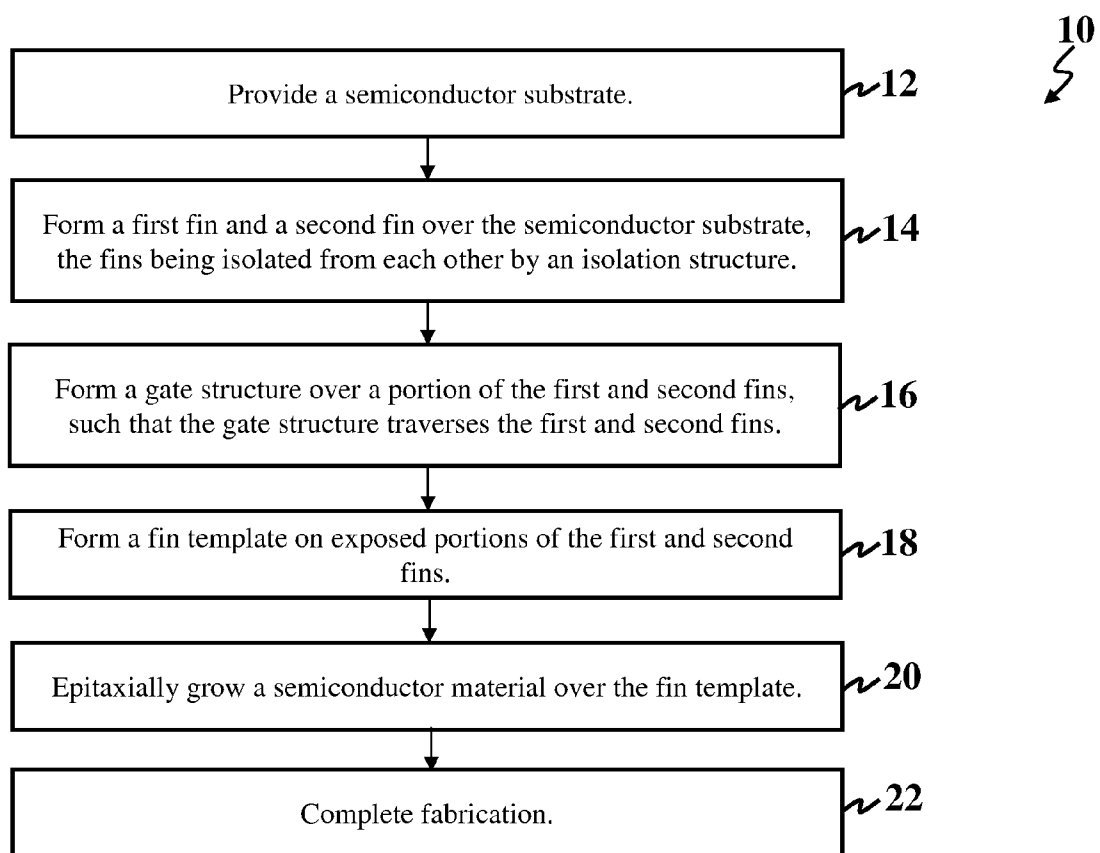 10
Provide a semiconductor substrate.
12
Form a first fin and a second fin over the semiconductor substrate,
the fins being isolated from each other by an isolation structure.
14
Form a gate structure over a portion of the first and second fins,
such that the gate structure traverses the first and second fins.
16
Form a fin template on exposed portions of the first and second
fins.
18
Epitaxially grow a semiconductor material over the fin template.
20
Complete fabrication.
22